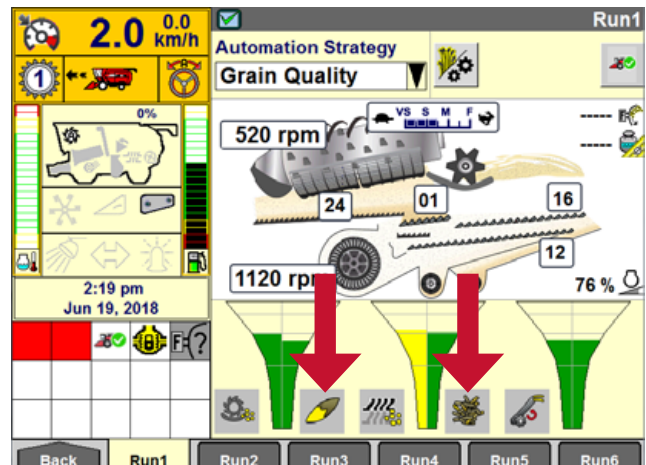 2.0 0.0 km/h
Run1
Automation Strategy
Grain Quality
1
0%
520 rpm
VS S M F
24
01
16
12
1120 rpm
76 %
2:19 pm
Jun 19, 2018
F-(?
Back Run1 Run2 Run3 Run4 Run5 Run6